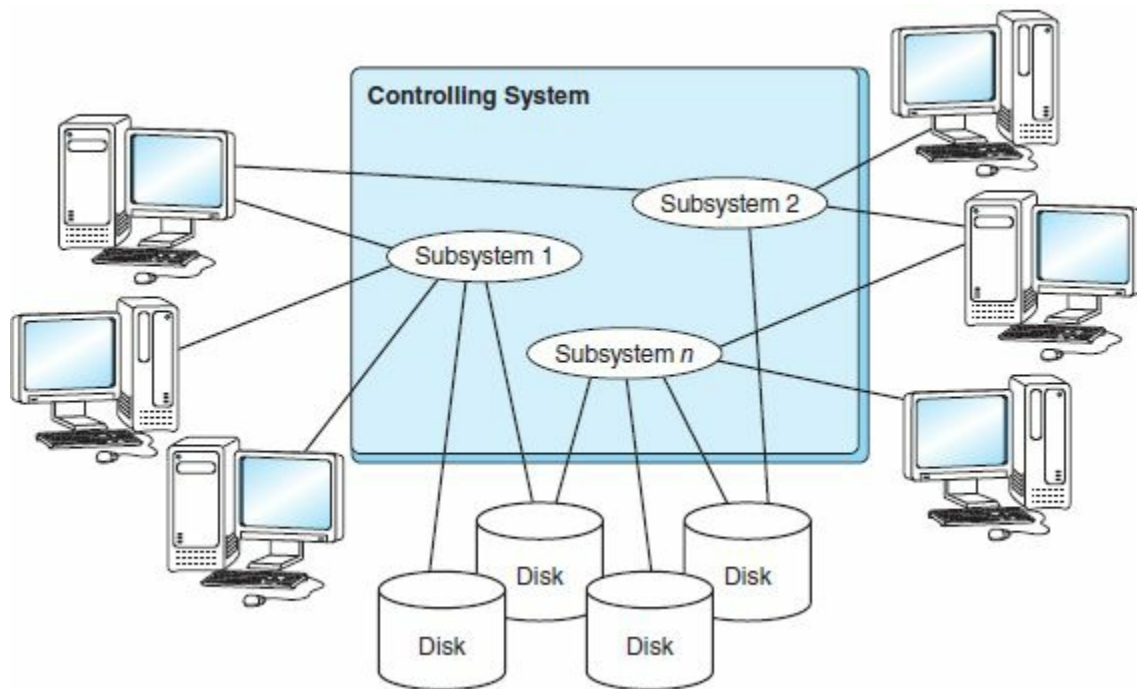 Controlling System
Subsystem 2
Subsystem 1
Subsystem n
Disk
Disk
Disk
Disk